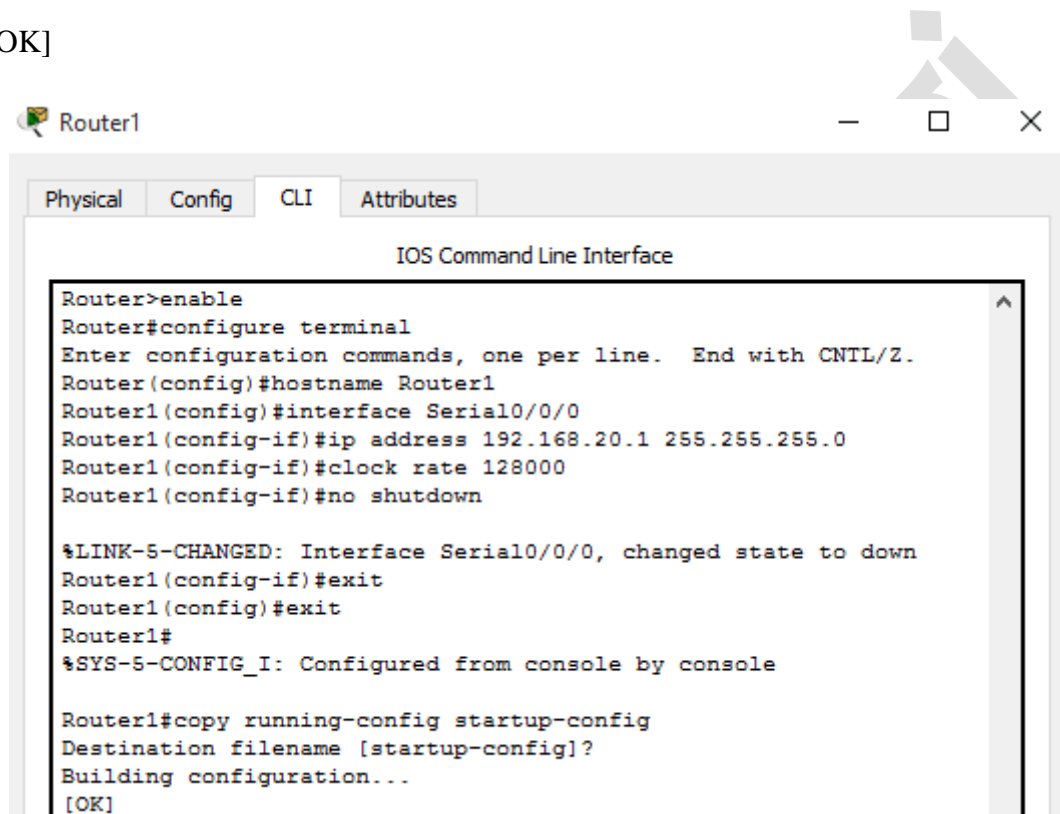 OK]
Router1
Physical Config CLI Attributes
IOS Command Line Interface
Router>enable
Router#configure terminal
Enter configuration commands, one per line.  End with CNTL/Z.
Router(config)#hostname Router1
Router1(config)#interface Serial0/0/0
Router1(config-if)#ip address 192.168.20.1 255.255.255.0
Router1(config-if)#clock rate 128000
Router1(config-if)#no shutdown
%LINK-5-CHANGED: Interface Serial0/0/0, changed state to down
Router1(config-if)#exit
Router1(config)#exit
Router1#
%SYS-5-CONFIG_I: Configured from console by console
Router1#copy running-config startup-config
Destination filename [startup-config]?
Building configuration...
[OK]